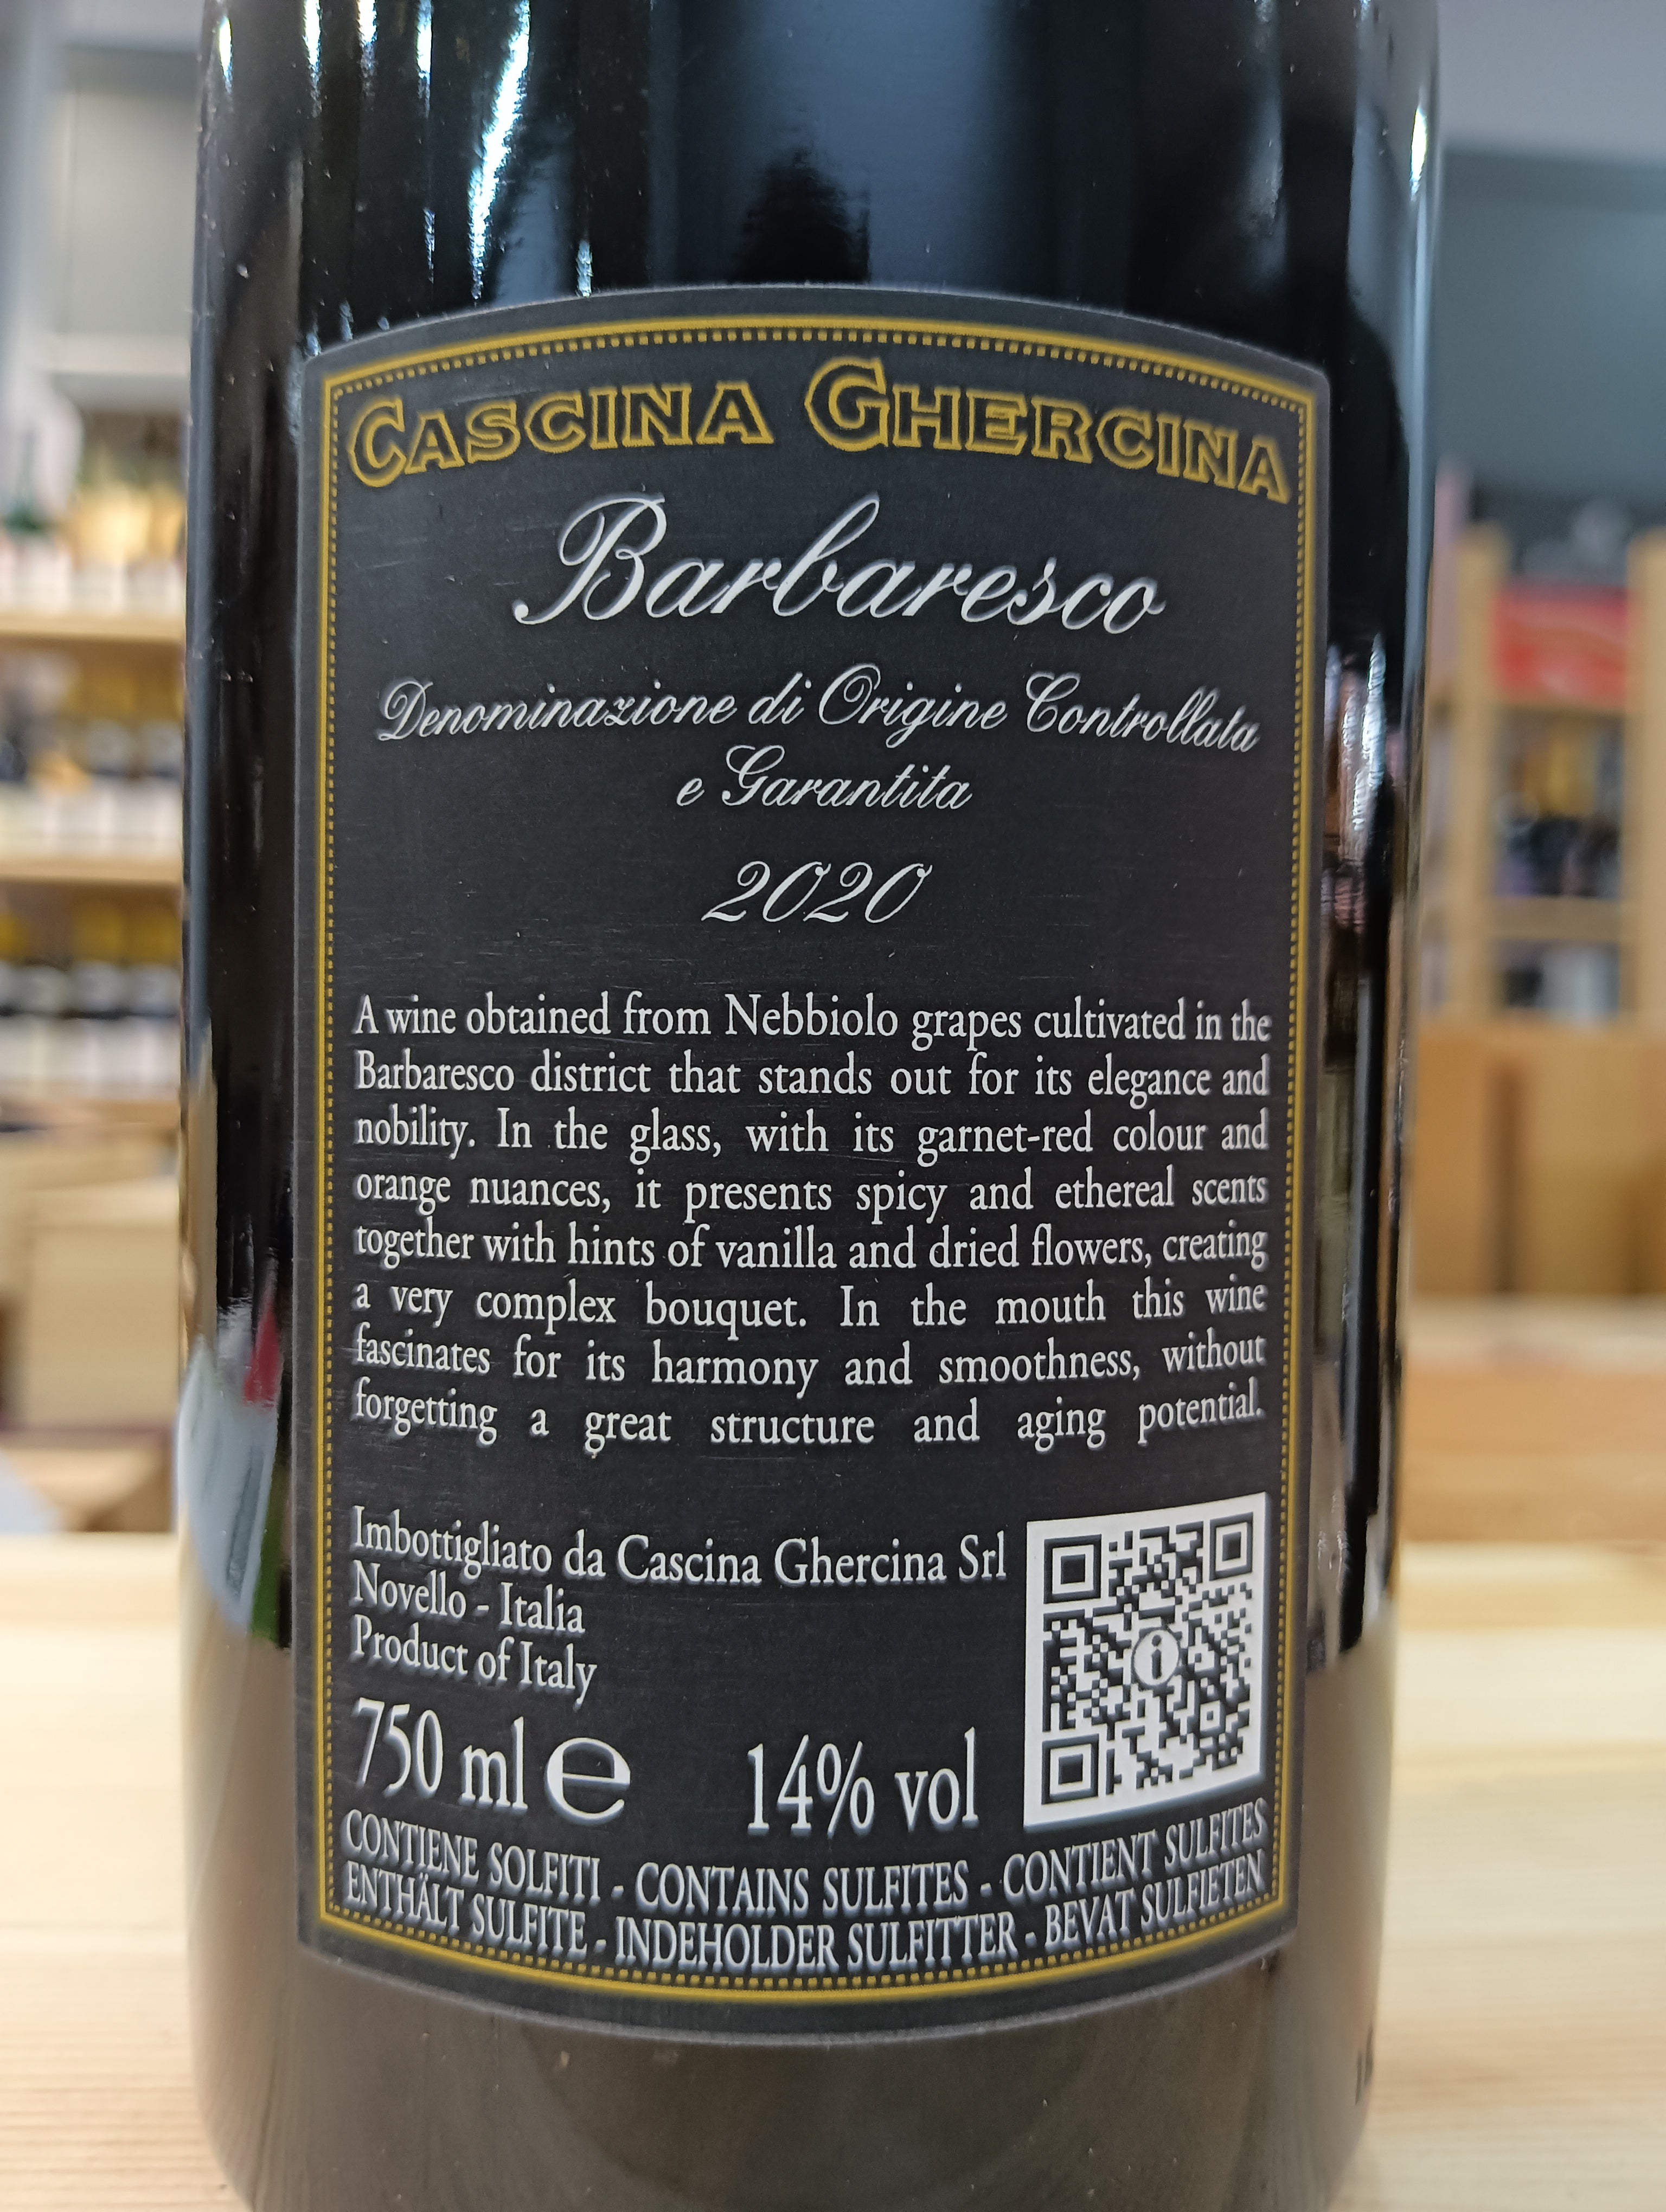 CASCINA GHERCINA
Barbaresco
Denominazione di Origine Controllata
e Garantita
2020
A wine obtained from Nebbiolo grapes cultivated in the
Barbaresco district that stands out for its elegance and
nobility. In the glass, with its garnet-red colour and
orange nuances, it presents spicy and ethereal scents
together with hints of vanilla and dried flowers, creating
a very complex bouquet. In the mouth this wine
fascinates for its harmony and smoothness, without
forgetting a great structure and aging potential.
Imbottigliato da Cascina Ghercina Srl
Novello - Italia
Product of Italy
i
750 ml e 14% vol
CONTIENE SOLFITI - CONTAINS SULFITES - CONTIENT SULFITES
ENTHÄLT SULFITE - INDEHOLDER SULFITTER - BEVAT SULFIETEN